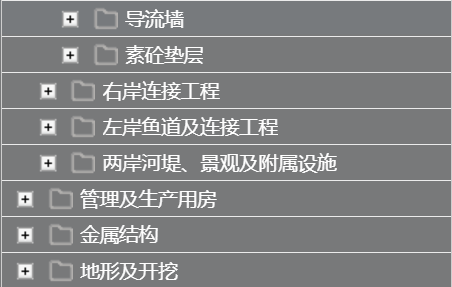 导流墙
素砼垫层
右岸连接工程
左岸鱼道及连接工程
两岸河堤、景观及附属设施
管理及生产用房
金属结构
地形及开挖